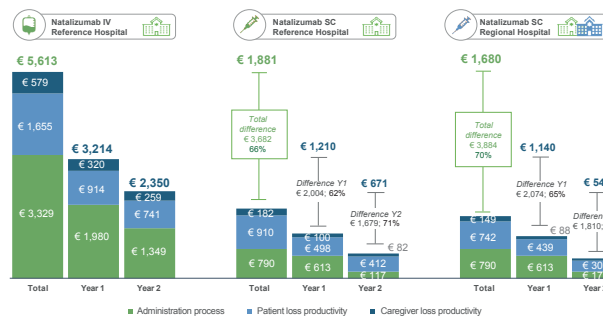 Natalizumab IV
Reference Hospital
Natalizumab SC
Reference Hospital
Natalizumab SC
Regional Hospital
€ 5,613
€ 579
€ 1,655
€ 3,329
€ 3,214
€ 320
€ 914
€ 1,980
€ 2,350
€ 259
€ 741
€ 1,349
€ 1,881
Total
difference
€ 3,682
66%
€ 182
€ 910
€ 790
€ 1,210
Difference Y1
€ 2,004; 62%
€ 100
€ 498
€ 613
€ 671
Difference Y2
€ 1,679; 71%
€ 82
€ 412
€ 117
€ 1,680
Total
difference
€ 3,884
70%
€ 149
€ 742
€ 790
€ 1,140
Difference Y1
€ 2,074; 65%
€ 88
€ 439
€ 613
€ 1,810;
Total
Year 1
Year 2
Total
Year 1
Year 2
Total
Year 1
Year
Administration process
Patient loss productivity
Caregiver loss productivity